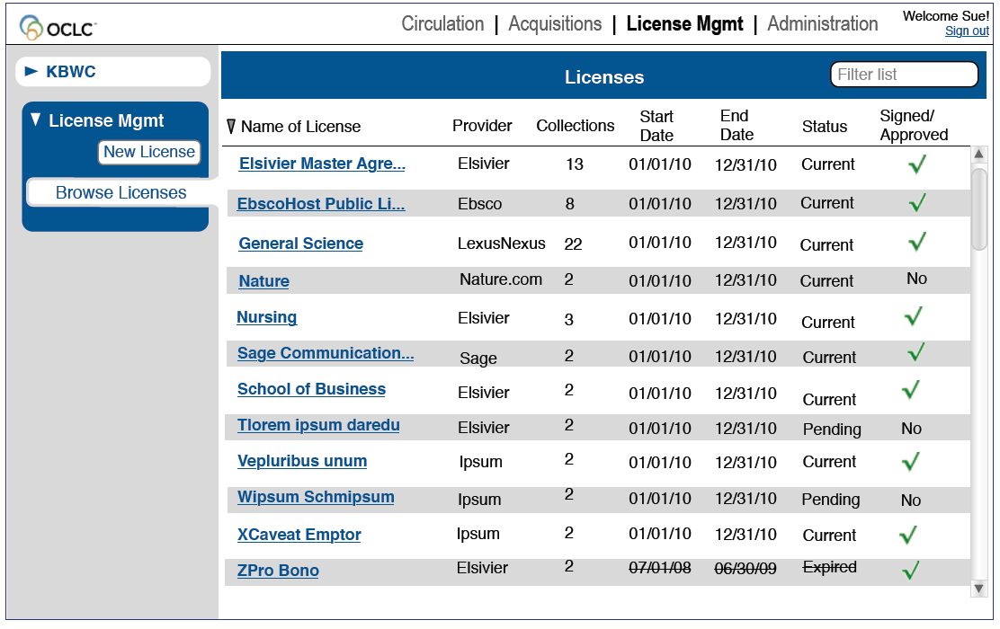 OCLC™
Circulation | Acquisitions | License Mgmt | Administration
Welcome Sue!
Sign out
KBWC
License Mgmt
New License
Browse Licenses
Licenses
Filter list
Name of License Provider Collections Start Date End Date Status Signed/ Approved
Elsivier Master Agre... Elsivier 13 01/01/10 12/31/10 Current √
EbscoHost Public Li... Ebsco 8 01/01/10 12/31/10 Current √
General Science LexusNexus 22 01/01/10 12/31/10 Current √
Nature Nature.com 2 01/01/10 12/31/10 Current No
Nursing Elsivier 3 01/01/10 12/31/10 Current √
Sage Communication... Sage 2 01/01/10 12/31/10 Current √
School of Business Elsivier 2 01/01/10 12/31/10 Current √
Tlorem ipsum daredu Elsivier 2 01/01/10 12/31/10 Pending No
Vepluribus unum Ipsum 2 01/01/10 12/31/10 Current √
Wipsum Schmipsum Ipsum 2 01/01/10 12/31/10 Pending No
XCaveat Emptor Ipsum 2 01/01/10 12/31/10 Current √
ZPro Bono Elsivier 2 07/01/08 06/30/09 Expired √